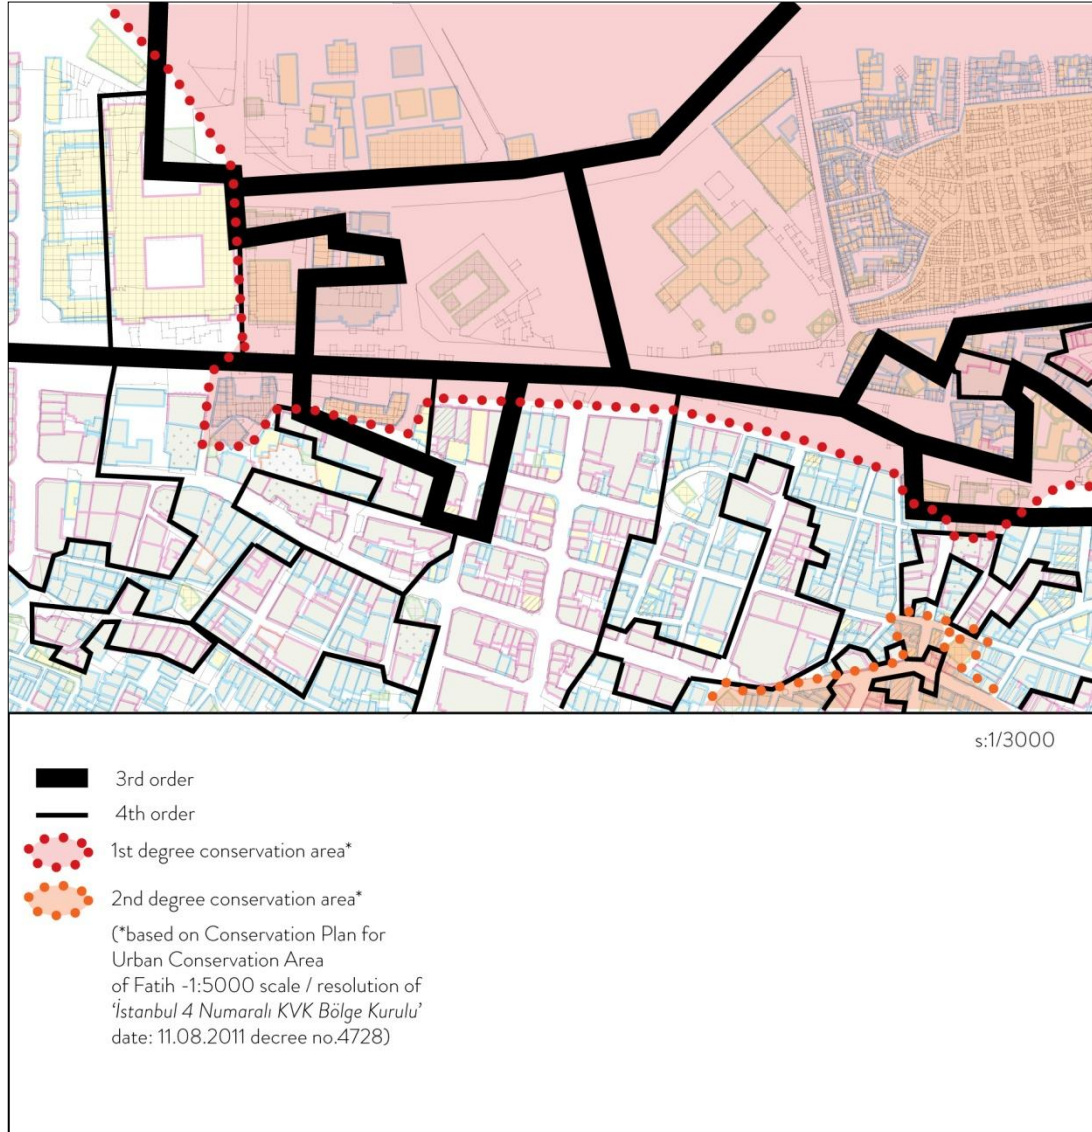 s:1/3000
3rd order
4th order
1st degree conservation area*
2nd degree conservation area*
(*based on Conservation Plan for
Urban Conservation Area
of Fatih -1:5000 scale / resolution of
‘İstanbul 4 Numaralı KVK Bölge Kurulu’
date: 11.08.2011 decree no.4728)